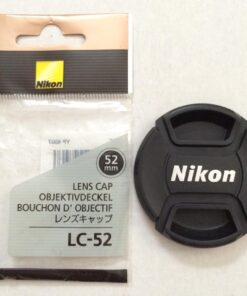 Nikon
52
mm
LENS CAP
OBJEKTIVDECKEL
BOUCHON D' OBJECTIF
レンズキャップ
LC-52
Nikon